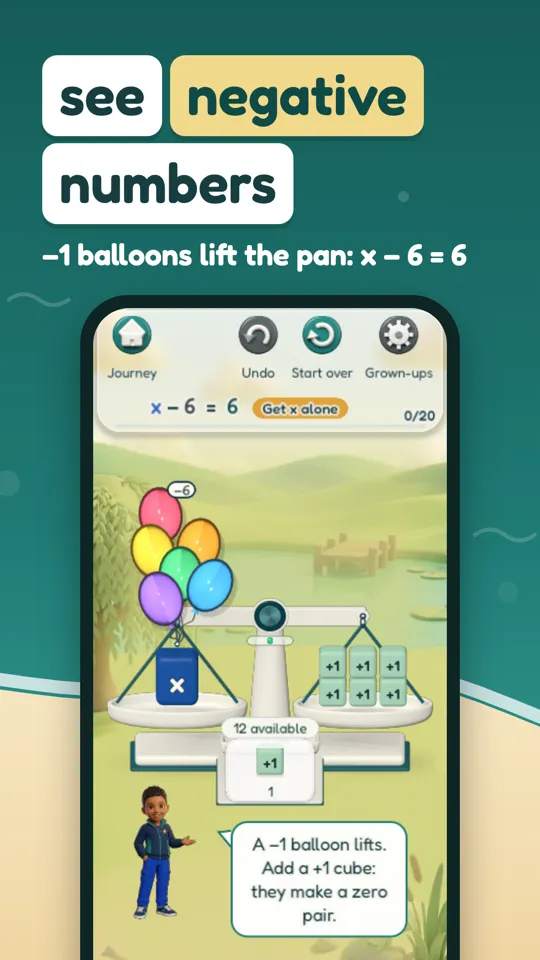 see negative
numbers
–1 balloons lift the pan: x – 6 = 6
Journey
Undo
Start over
Grown-ups
x – 6 = 6
Get x alone
0/20
–6
x
+1 +1 +1
+1 +1 +1
12 available
+1
1
A –1 balloon lifts.
Add a +1 cube:
they make a zero
pair.